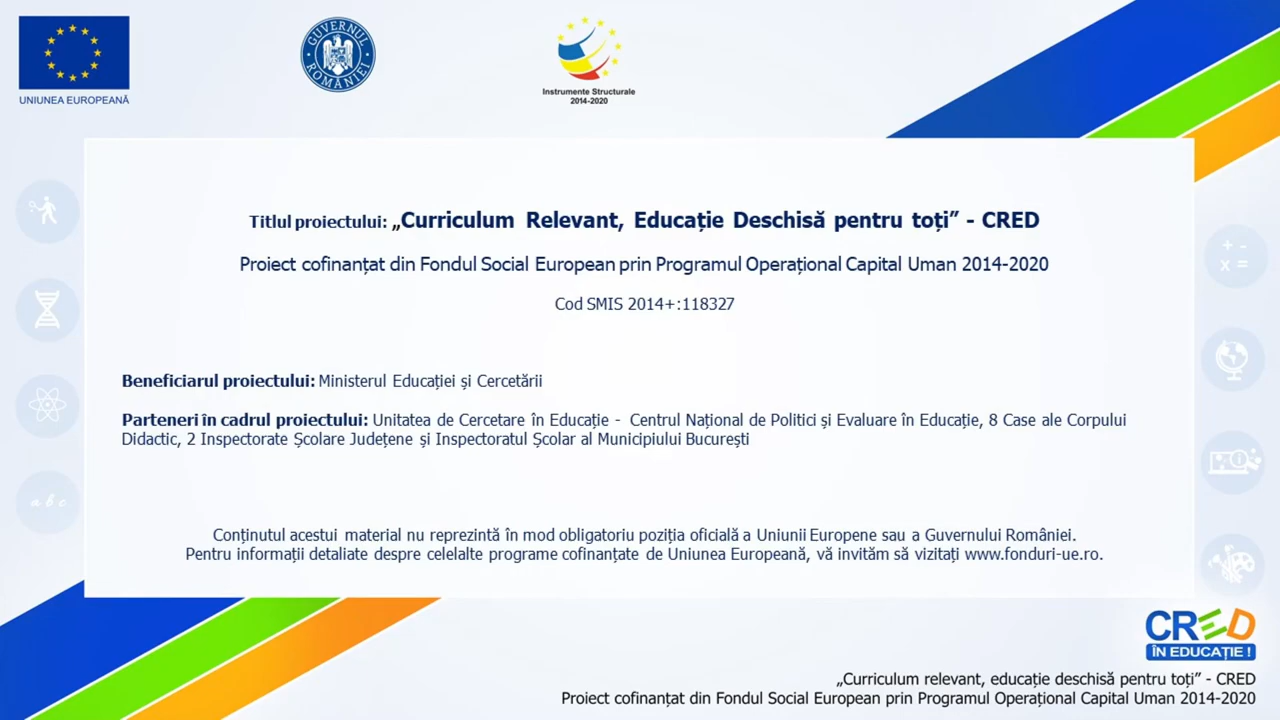 UNIUNEA EUROPEANĂ
GUVERNUL ROMÂNIEI
Instrumente Structurale
2014-2020
Titlul proiectului: „Curriculum Relevant, Educație Deschisă pentru toți” - CRED
Proiect cofinanțat din Fondul Social European prin Programul Operațional Capital Uman 2014-2020
Cod SMIS 2014+:118327
Beneficiarul proiectului: Ministerul Educației și Cercetării
Parteneri în cadrul proiectului: Unitatea de Cercetare în Educație - Centrul Național de Politici și Evaluare în Educație, 8 Case ale Corpului
Didactic, 2 Inspectorate Școlare Județene și Inspectoratul Școlar al Municipiului București
Conținutul acestui material nu reprezintă în mod obligatoriu poziția oficială a Uniunii Europene sau a Guvernului României.
Pentru informații detaliate despre celelalte programe cofinanțate de Uniunea Europeană, vă invităm să vizitați www.fonduri-ue.ro.
+ -
x =
a b c
CRED
ÎN EDUCAȚIE !
„Curriculum relevant, educație deschisă pentru toți” - CRED
Proiect cofinanțat din Fondul Social European prin Programul Operațional Capital Uman 2014-2020